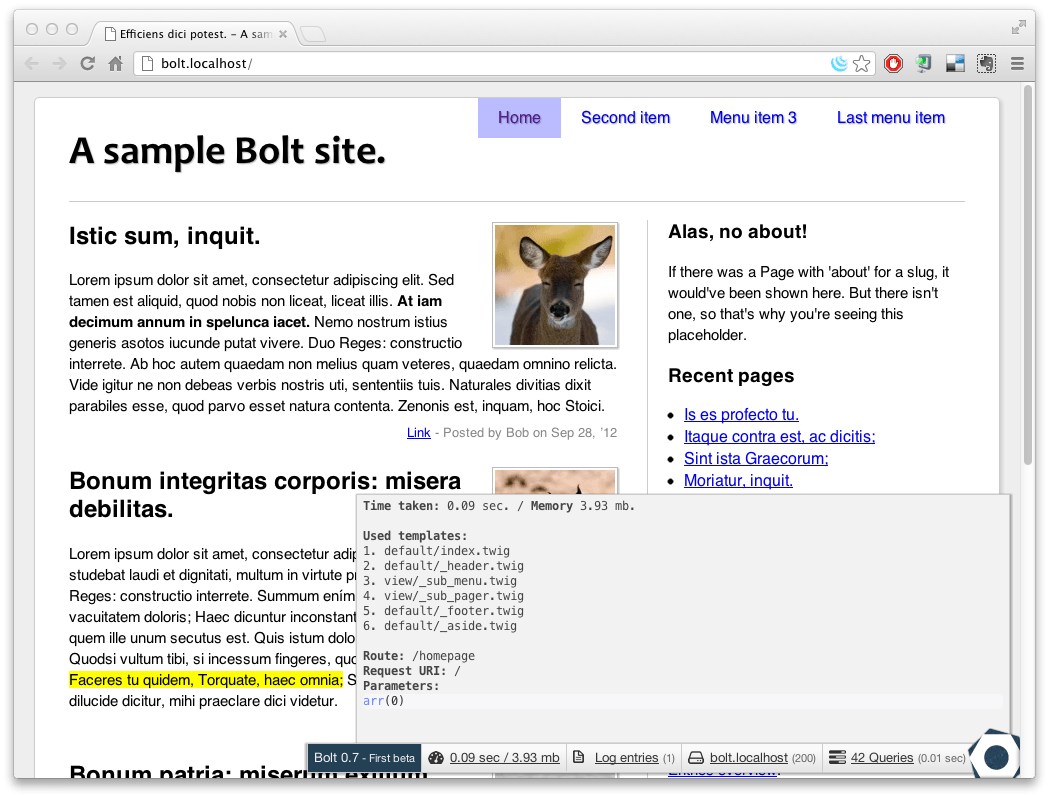 Efficiens dici potest. – A sam
bolt.localhost/
Home Second item Menu item 3 Last menu item
A sample Bolt site.
Istic sum, inquit.
Lorem ipsum dolor sit amet, consectetur adipiscing elit. Sed
tamen est aliquid, quod nobis non liceat, liceat illis. At iam
decimum annum in spelunca iacet. Nemo nostrum istius
generis asotos iucunde putat vivere. Duo Reges: constructio
interrete. Ab hoc autem quaedam non melius quam veteres, quaedam omnino relicta.
Vide igitur ne non debeas verbis nostris uti, sententiis tuis. Naturales divitias dixit
parabiles esse, quod parvo esset natura contenta. Zenonis est, inquam, hoc Stoici.
Link - Posted by Bob on Sep 28, '12
Bonum integritas corporis: misera
debilitas.
Lorem ipsum dolor sit amet, consectetur adip
studebat laudi et dignitati, multum in virtute pr
Reges: constructio interrete. Summum ením
vacuitatem doloris; Haec dicuntur inconstant
quem ille unum secutus est. Quis istum dolo
Quodsi vultum tibi, si incessum fingeres, quo
Faceres tu quidem, Torquate, haec omnia; S
dilucide dicitur, mihi praeclare dici videtur.
Bonum patria: miserum exilium.
Alas, no about!
If there was a Page with 'about' for a slug, it
would've been shown here. But there isn't
one, so that's why you're seeing this
placeholder.
Recent pages
Is es profecto tu.
Itaque contra est, ac dicitis;
Sint ista Graecorum;
Moriatur, inquit.
Entries overview.
Time taken: 0.09 sec. / Memory 3.93 mb.
Used templates:
1. default/index.twig
2. default/_header.twig
3. view/_sub_menu.twig
4. view/_sub_pager.twig
5. default/_footer.twig
6. default/_aside.twig
Route: /homepage
Request URI: /
Parameters:
arr(0)
Bolt 0.7 - First beta 0.09 sec / 3.93 mb Log entries (1) bolt.localhost (200) 42 Queries (0.01 sec)